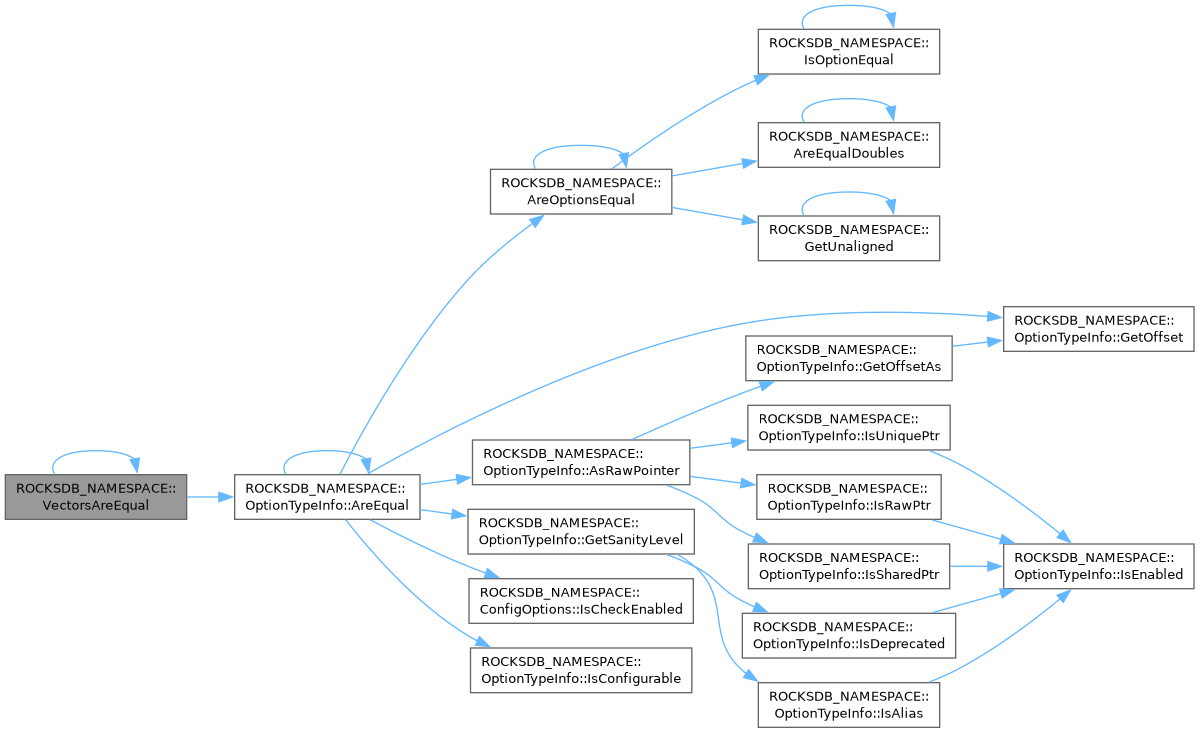 ROCKSDB_NAMESPACE::
IsOptionEqual
ROCKSDB_NAMESPACE::
AreEqualDoubles
ROCKSDB_NAMESPACE::
AreOptionsEqual
ROCKSDB_NAMESPACE::
GetUnaligned
ROCKSDB_NAMESPACE::
OptionTypeInfo::GetOffset
ROCKSDB_NAMESPACE::
OptionTypeInfo::GetOffsetAs
ROCKSDB_NAMESPACE::
OptionTypeInfo::IsUniquePtr
ROCKSDB_NAMESPACE::
OptionTypeInfo::AsRawPointer
ROCKSDB_NAMESPACE::
VectorsAreEqual
ROCKSDB_NAMESPACE::
OptionTypeInfo::AreEqual
ROCKSDB_NAMESPACE::
OptionTypeInfo::IsRawPtr
ROCKSDB_NAMESPACE::
OptionTypeInfo::GetSanityLevel
ROCKSDB_NAMESPACE::
OptionTypeInfo::IsSharedPtr
ROCKSDB_NAMESPACE::
OptionTypeInfo::IsEnabled
ROCKSDB_NAMESPACE::
ConfigOptions::IsCheckEnabled
ROCKSDB_NAMESPACE::
OptionTypeInfo::IsDeprecated
ROCKSDB_NAMESPACE::
OptionTypeInfo::IsConfigurable
ROCKSDB_NAMESPACE::
OptionTypeInfo::IsAlias